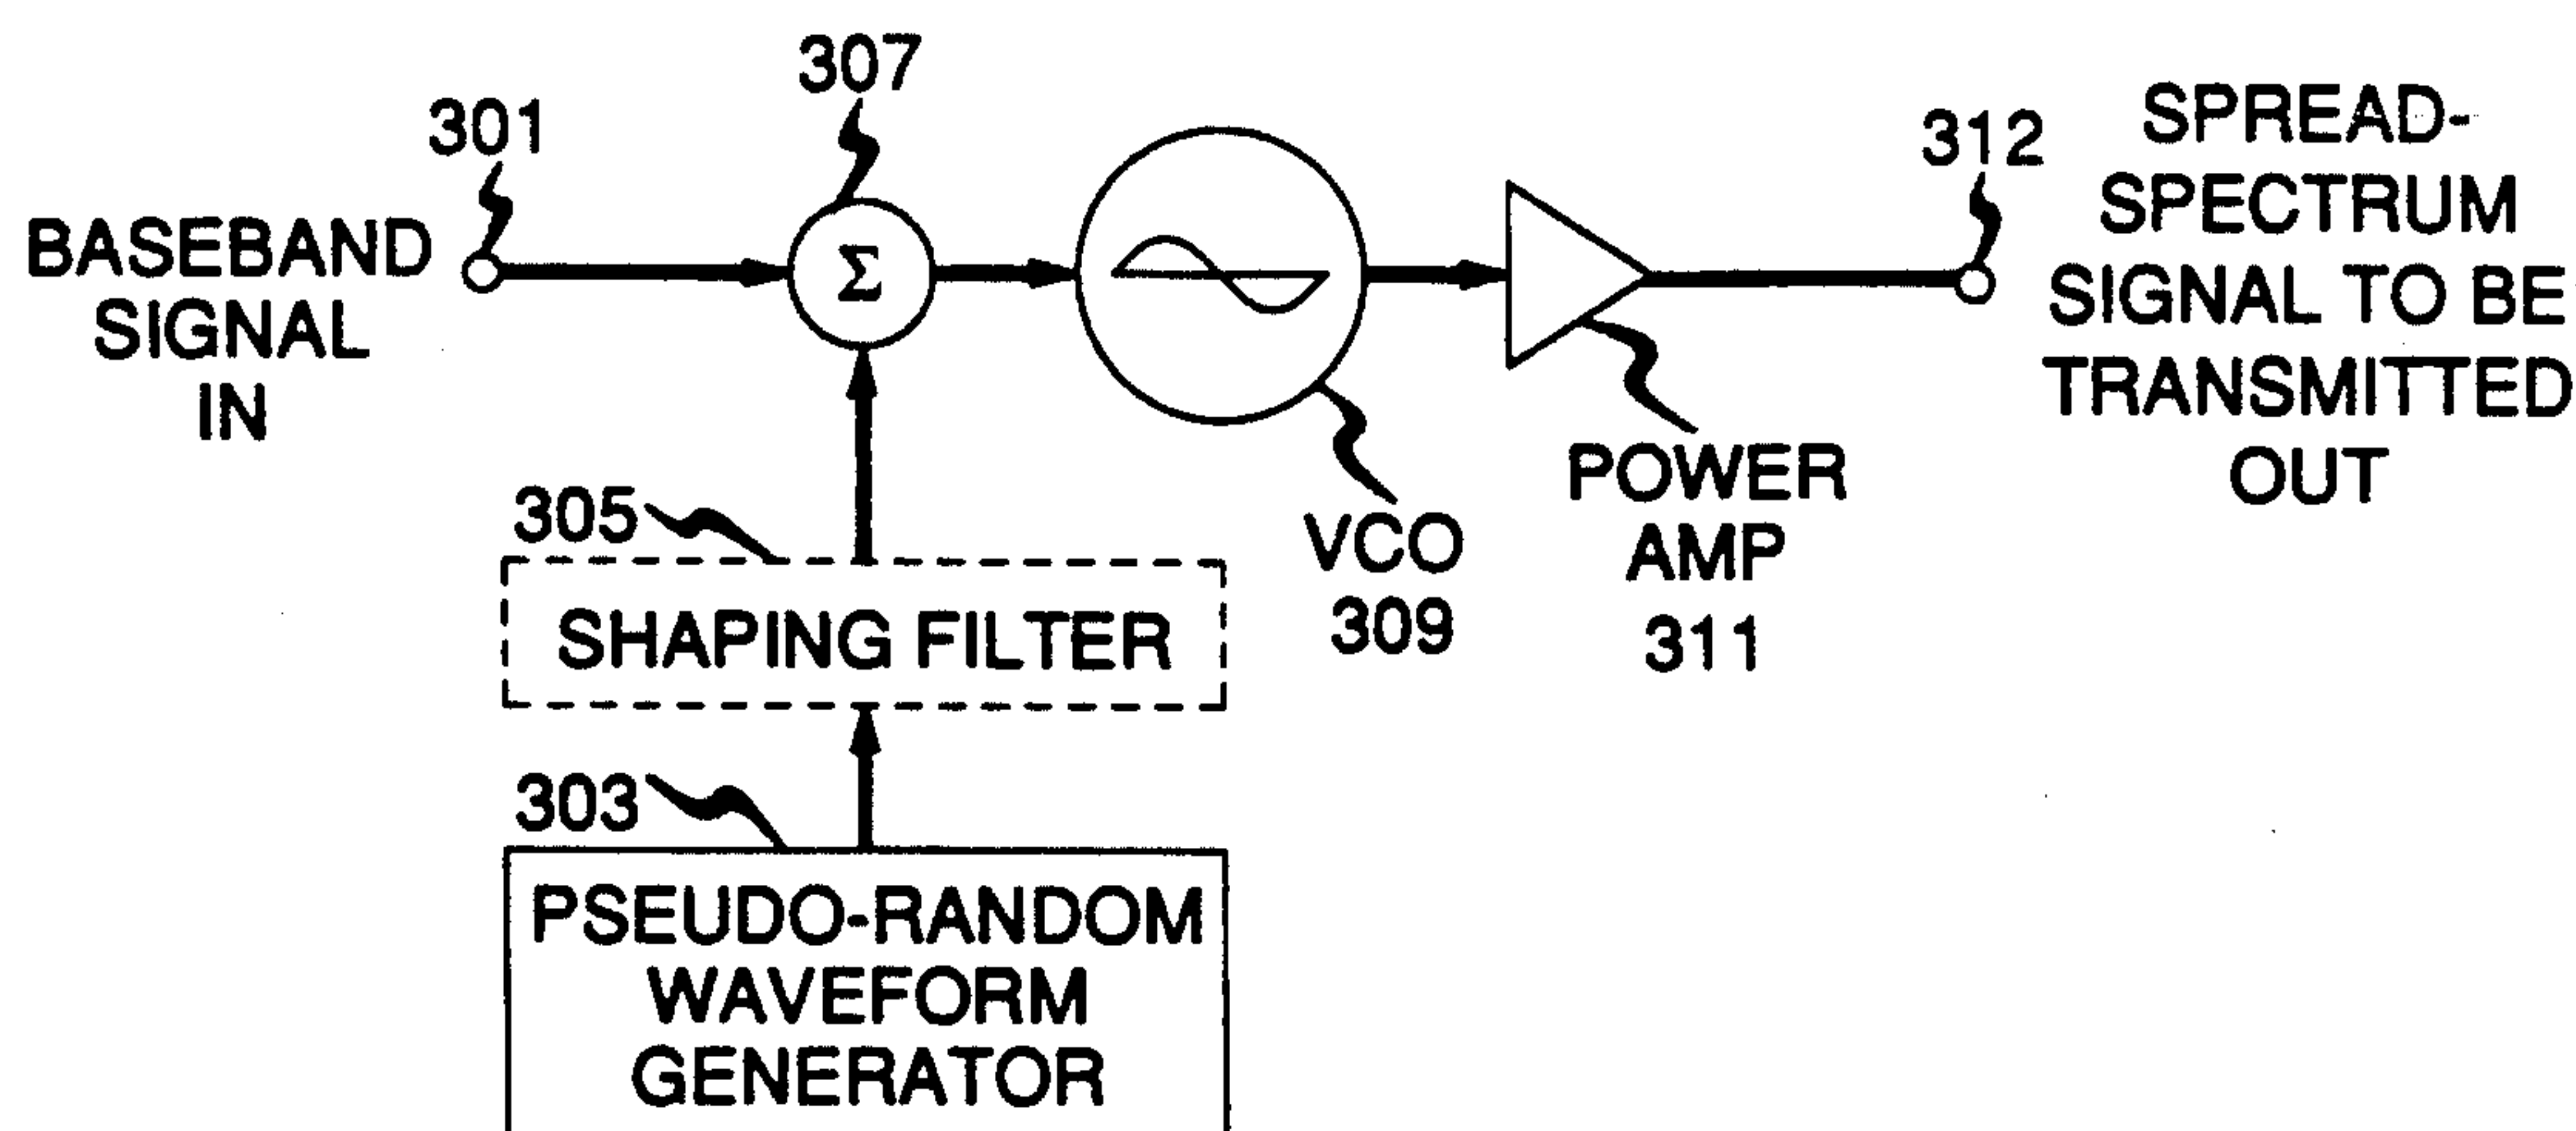 307
301
312
SPREAD-
SPECTRUM
SIGNAL TO BE
TRANSMITTED
OUT
BASEBAND
SIGNAL
IN
Σ
305
SHAPING FILTER
VCO
309
POWER
AMP
311
303
PSEUDO-RANDOM
WAVEFORM
GENERATOR